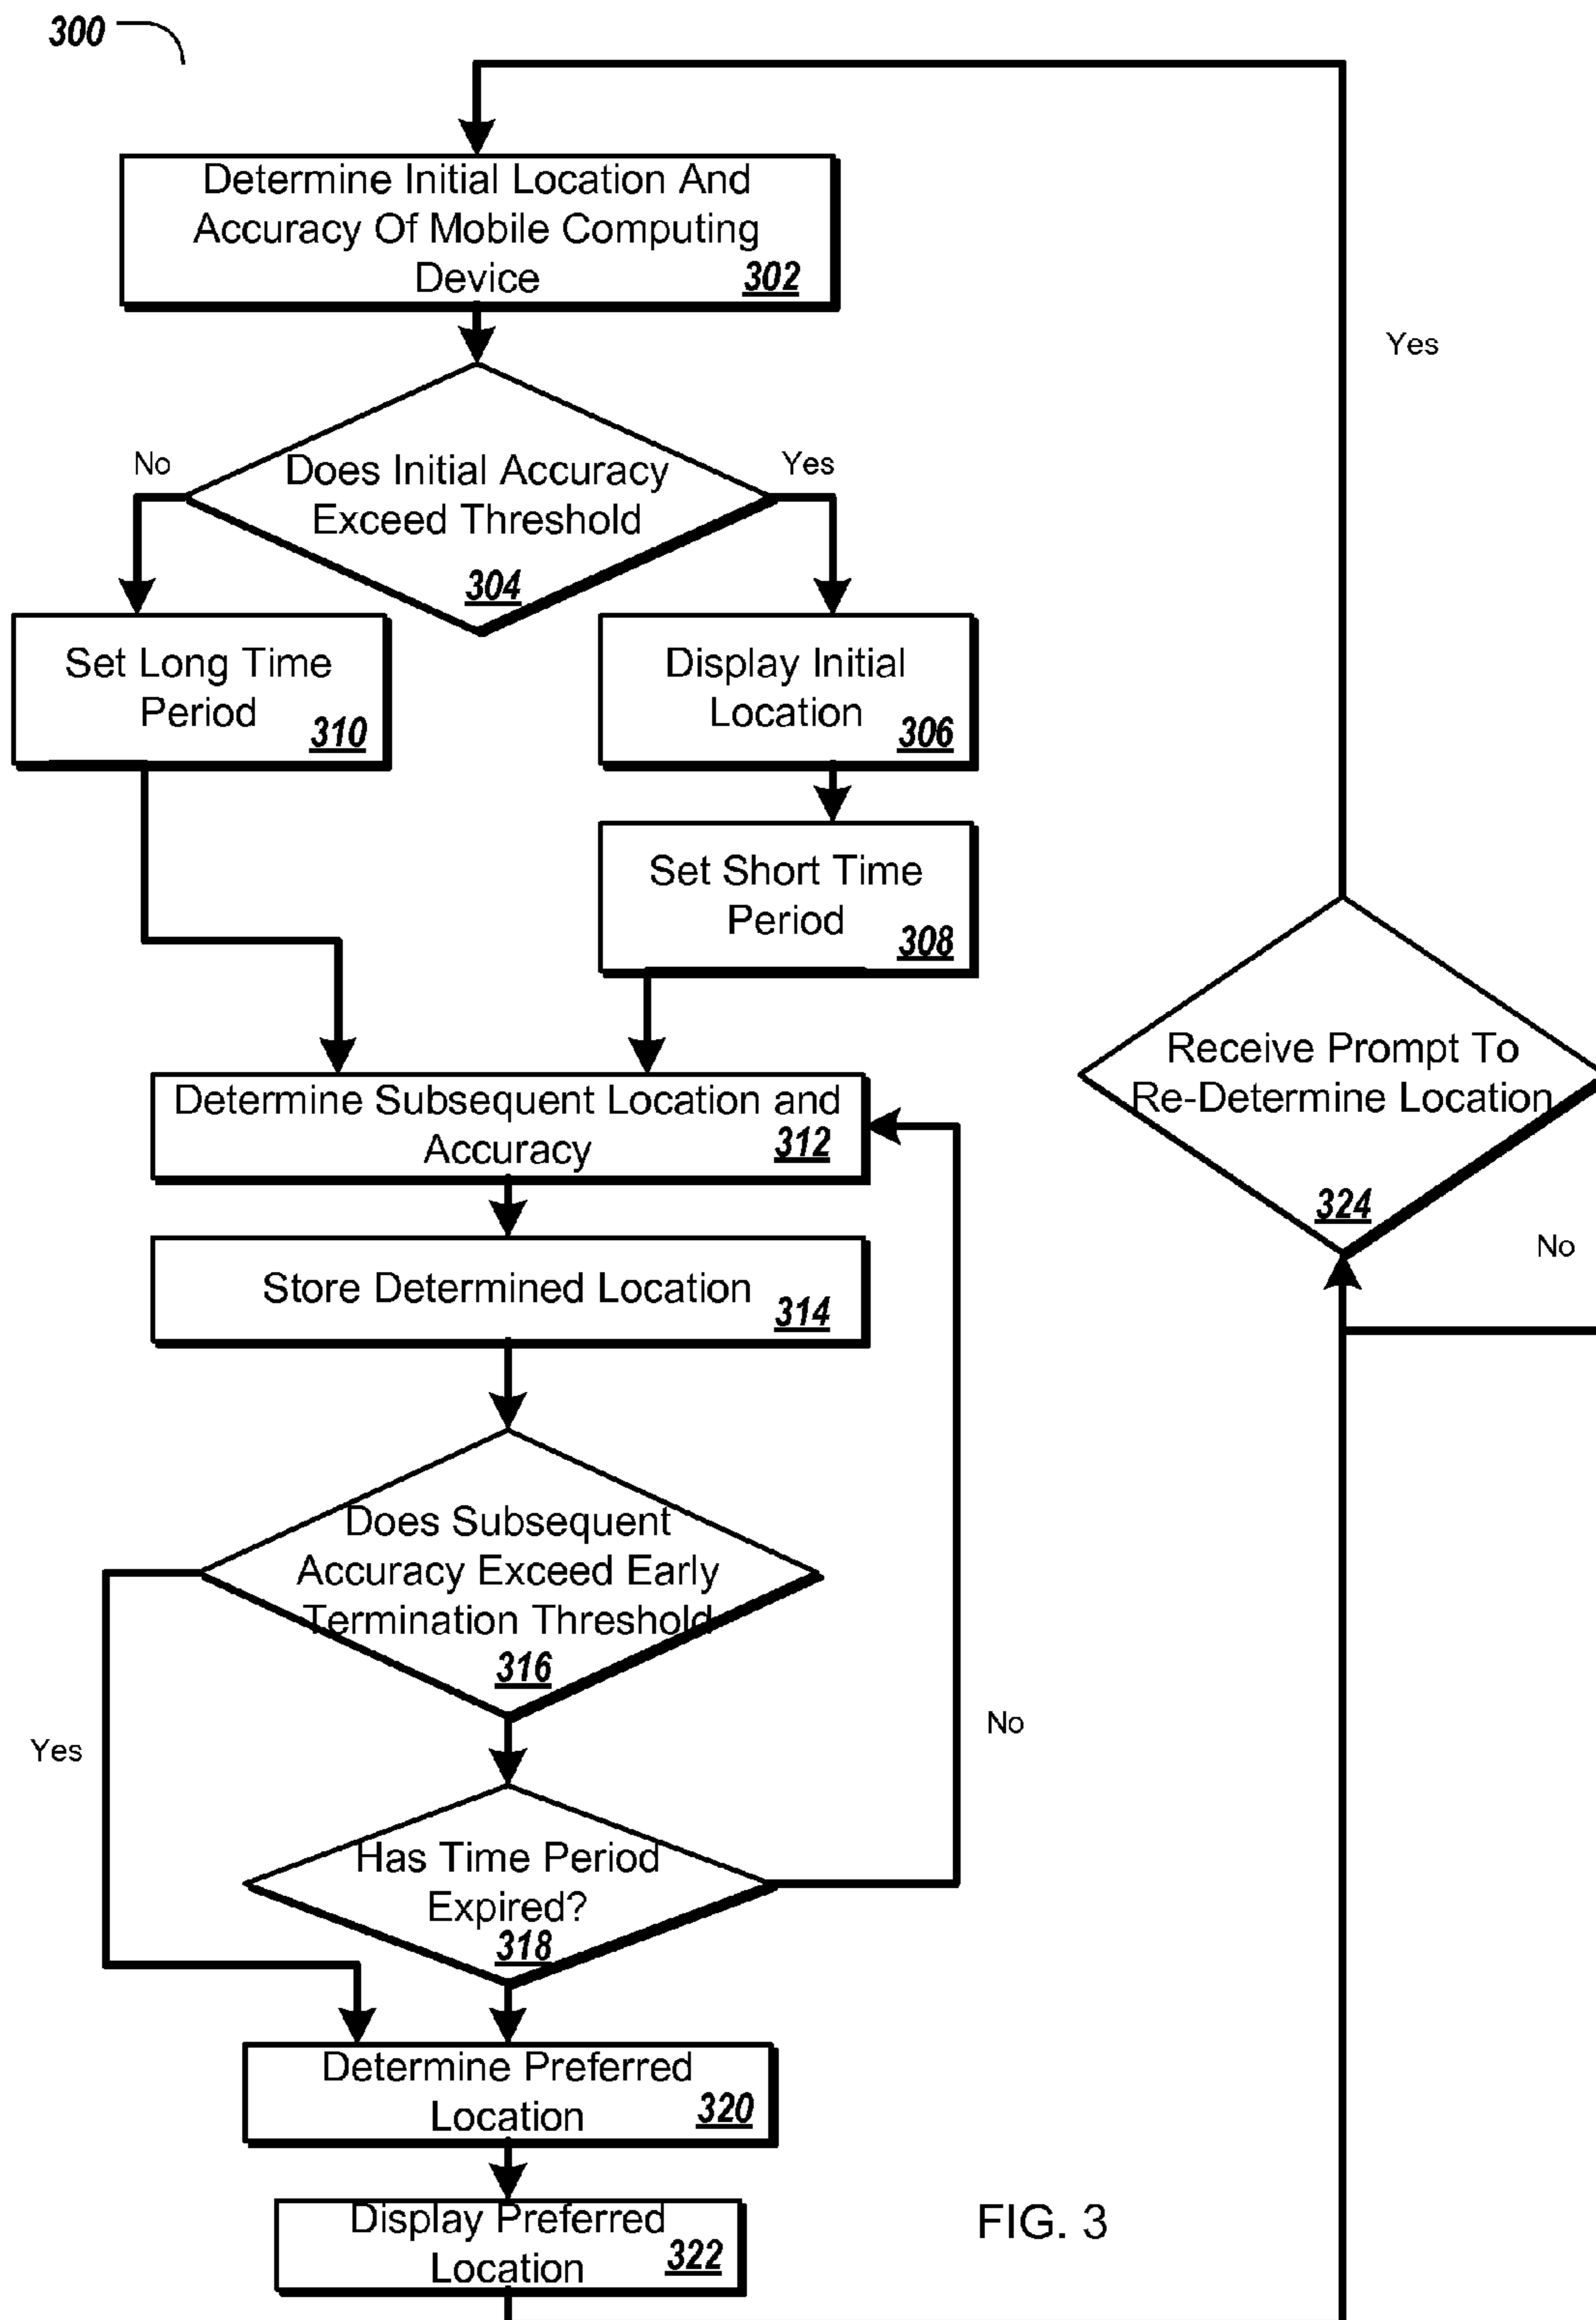 300
Determine Initial Location And
Accuracy Of Mobile Computing
Device
302
Yes
No
Does Initial Accuracy
Exceed Threshold
304
Yes
Set Long Time
Period
310
Display Initial
Location
306
Set Short Time
Period
308
Receive Prompt To
Re-Determine Location
324
No
Determine Subsequent Location and
Accuracy
312
Store Determined Location
314
Does Subsequent
Accuracy Exceed Early
Termination Threshold
316
Yes
No
Has Time Period
Expired?
318
Determine Preferred
Location
320
Display Preferred
Location
322
FIG. 3